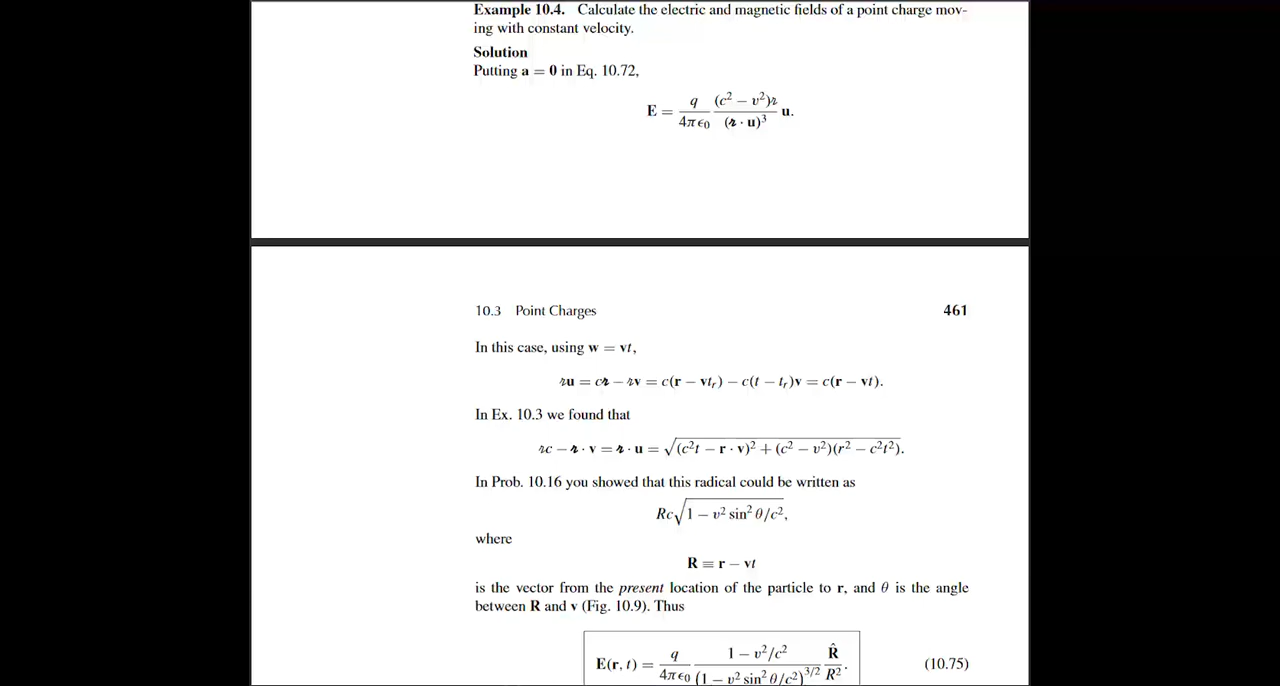 Example 10.4. Calculate the electric and magnetic fields of a point charge mov-
ing with constant velocity.
Solution
Putting a = 0 in Eq. 10.72,
E = q/(4πϵ₀) (c² − v²)𝓇/(𝓇 · u)³ u.
10.3 Point Charges 461
In this case, using w = vt,
𝓇u = c𝓇 − 𝓇v = c(r − vtᵣ) − c(t − tᵣ)v = c(r − vt).
In Ex. 10.3 we found that
𝓇c − 𝓇 · v = 𝓇 · u = √((c²t − r · v)² + (c² − v²)(r² − c²t²)).
In Prob. 10.16 you showed that this radical could be written as
Rc√(1 − v² sin² θ/c²),
where
R ≡ r − vt
is the vector from the present location of the particle to r, and θ is the angle
between R and v (Fig. 10.9). Thus
E(r, t) = q/(4πϵ₀) (1 − v²/c²)/(1 − v² sin² θ/c²)^(3/2) R̂/R². (10.75)